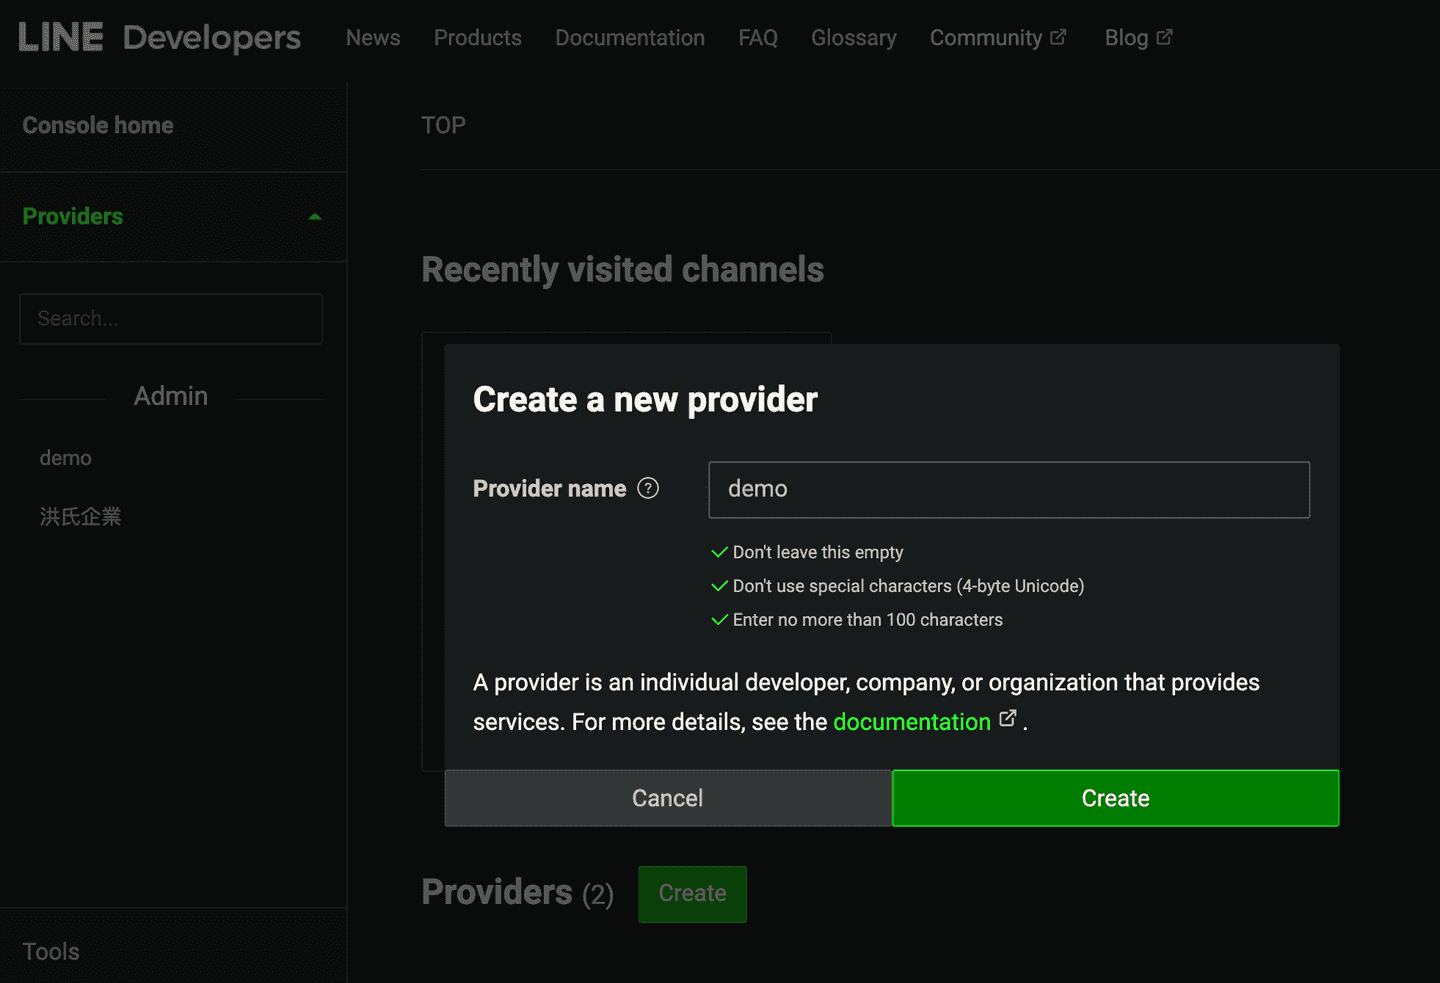 LINE Developers News Products Documentation FAQ Glossary Community Blog
Console home
Providers
Search...
Admin
demo
洪氏企業
Tools
TOP
Recently visited channels
Create a new provider
Provider name ? demo
Don't leave this empty
Don't use special characters (4-byte Unicode)
Enter no more than 100 characters
A provider is an individual developer, company, or organization that provides
services. For more details, see the documentation .
Cancel Create
Providers (2) Create